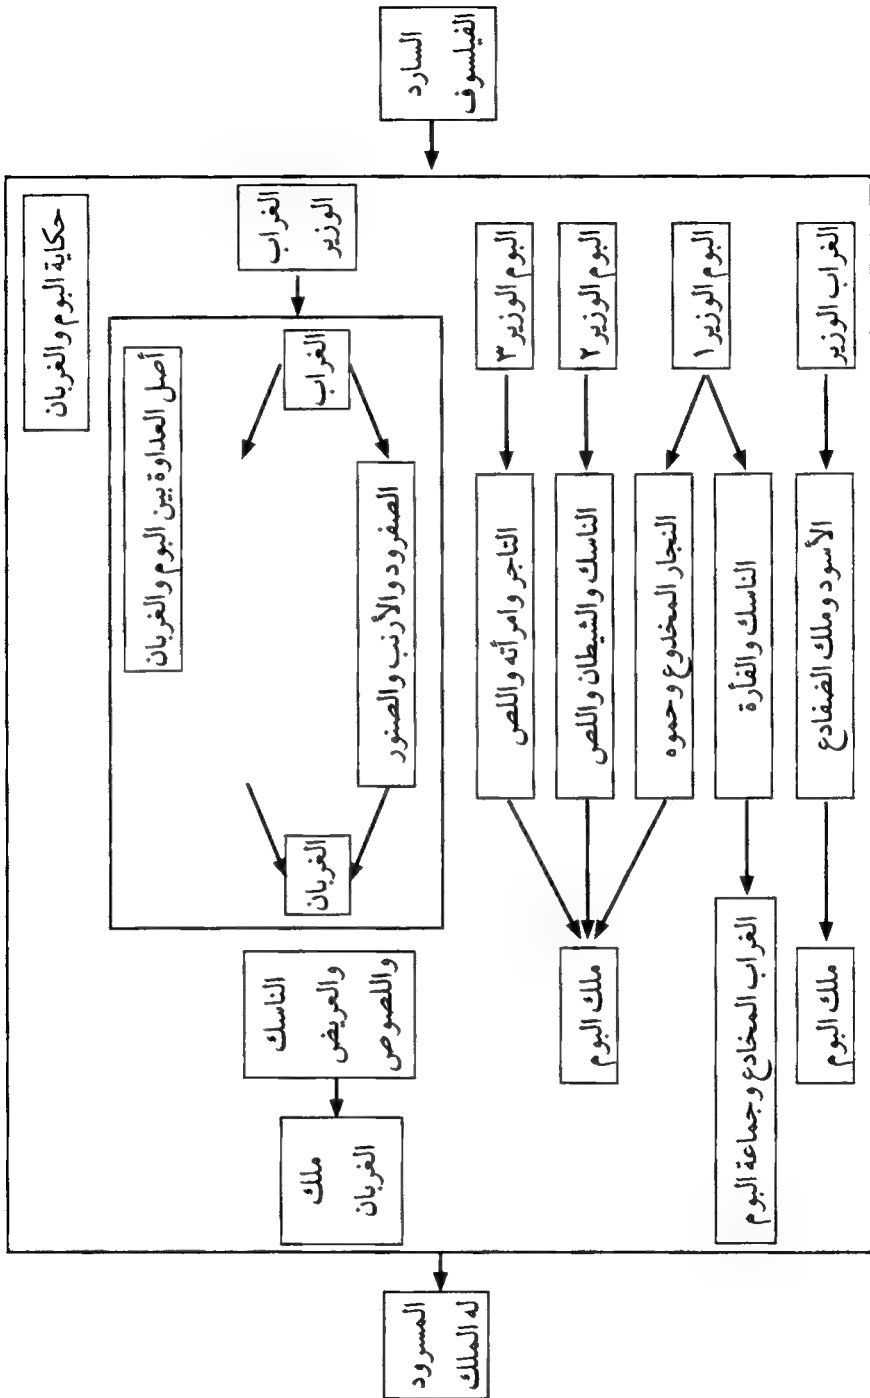 السارد
الفيلسوف
حكاية البوم والغربان
الغراب
الوزير
أصل العداوة بين البوم والغربان
الغراب
الصفرود والأرنب والصنور
الغربان
الناسك
والعريض
واللصوص
ملك
الغربان
البوم الوزير ٣
التاجر وامرأته واللص
البوم الوزير ٢
الناسك والشيطان واللص
ملك البوم
البوم الوزير ١
النجار المخدوع وحموه
الناسك والفأرة
الغراب المخادع وجماعة البوم
الغراب الوزير
الأسود وملك الضفادع
ملك البوم
المسرود
له الملك